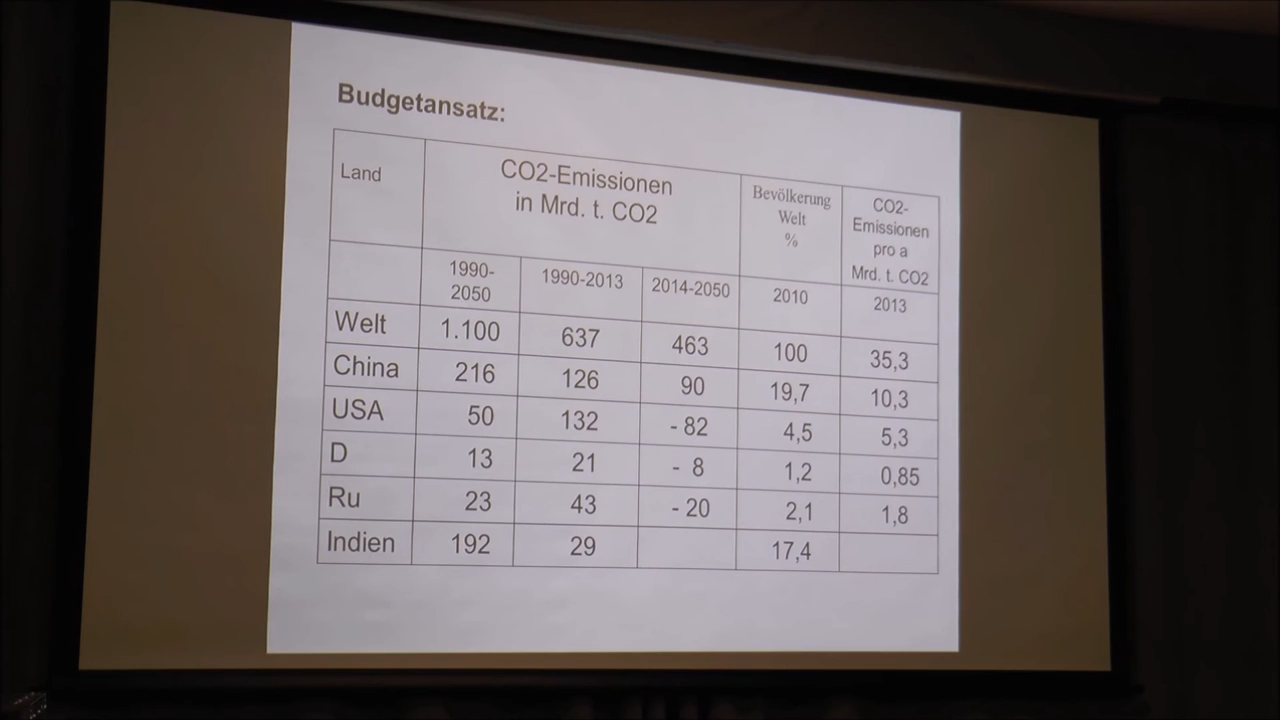 Budgetansatz:
Land
CO2-Emissionen
in Mrd. t. CO2
Bevölkerung
Welt
%
CO2-
Emissionen
pro a
Mrd. t. CO2
1990-
2050
1990-2013
2014-2050
2010
2013
Welt 1.100 637 463 100 35,3
China 216 126 90 19,7 10,3
USA 50 132 - 82 4,5 5,3
D 13 21 - 8 1,2 0,85
Ru 23 43 - 20 2,1 1,8
Indien 192 29 17,4